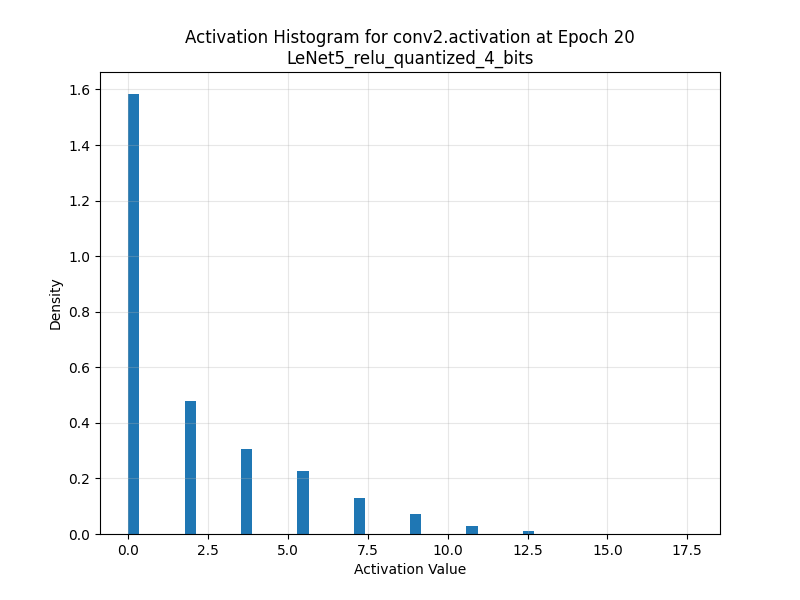 Activation Histogram for conv2.activation at Epoch 20
LeNet5_relu_quantized_4_bits
1.6
1.4
1.2
1.0
0.8
0.6
0.4
0.2
0.0
Density
0.0 2.5 5.0 7.5 10.0 12.5 15.0 17.5
Activation Value